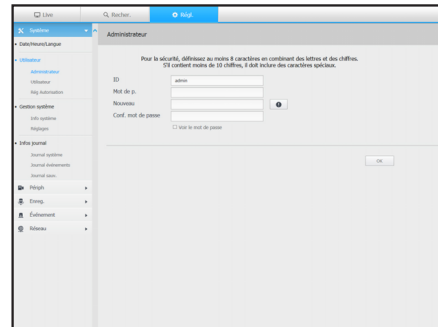 Live
Recher.
Régl.
Système
Date/Heure/Langue
Utilisateur
Administrateur
Utilisateur
Rég Automation
Gestion système
Info système
Réglages
Infos journal
Journal système
Journal événements
Journal sauv.
Périph
Enreg.
Événement
Réseau
Administrateur
Pour la sécurité, définissez au moins 8 caractères en combinant des lettres et des chiffres.
S'il contient moins de 10 chiffres, il doit inclure des caractères spéciaux.
ID
admin
Mot de p.
Nouveau
Conf. mot de passe
Voir le mot de passe
OK